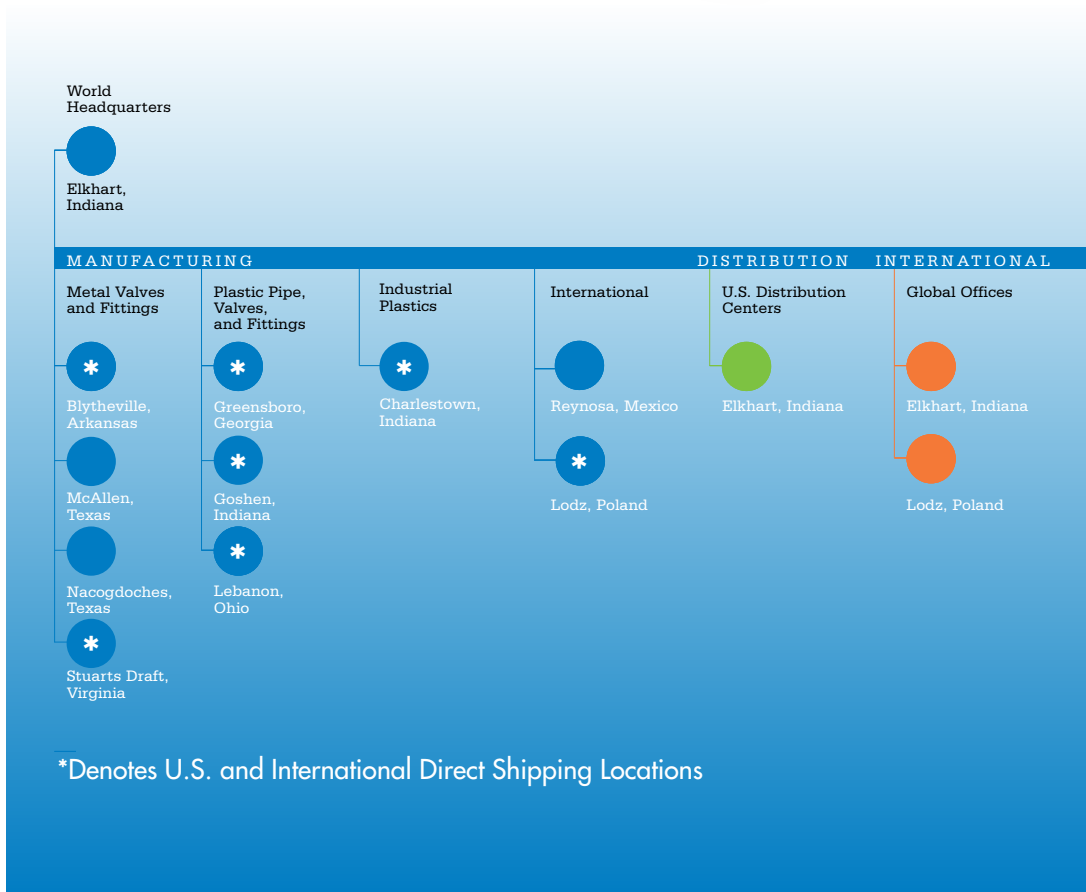 World
Headquarters
Elkhart,
Indiana
MANUFACTURING
DISTRIBUTION
INTERNATIONAL
Metal Valves
and Fittings
*
Blytheville,
Arkansas
McAllen,
Texas
Nacogdoches,
Texas
*
Stuarts Draft,
Virginia
Plastic Pipe,
Valves,
and Fittings
*
Greensboro,
Georgia
*
Goshen,
Indiana
*
Lebanon,
Ohio
Industrial
Plastics
*
Charlestown,
Indiana
International
Reynosa, Mexico
*
Lodz, Poland
U.S. Distribution
Centers
Elkhart, Indiana
Global Offices
Elkhart, Indiana
Lodz, Poland
*Denotes U.S. and International Direct Shipping Locations